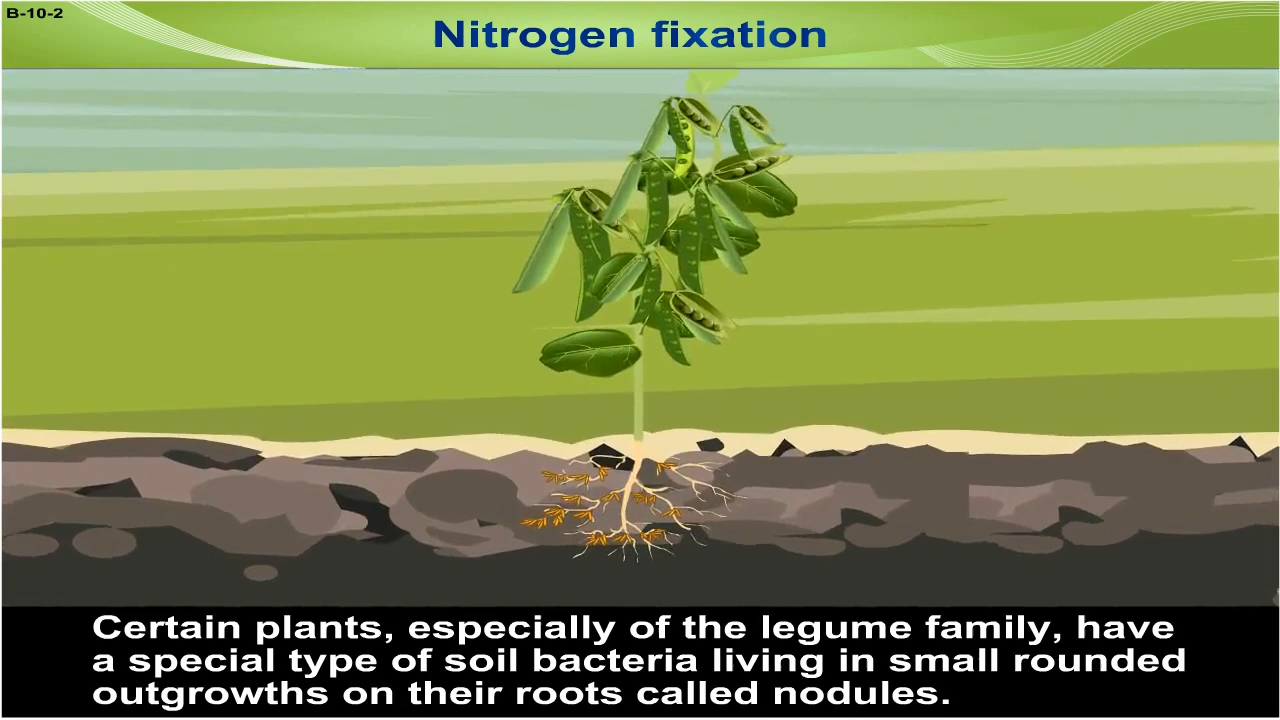 B-10-2
Nitrogen fixation
Certain plants, especially of the legume family, have
a special type of soil bacteria living in small rounded
outgrowths on their roots called nodules.